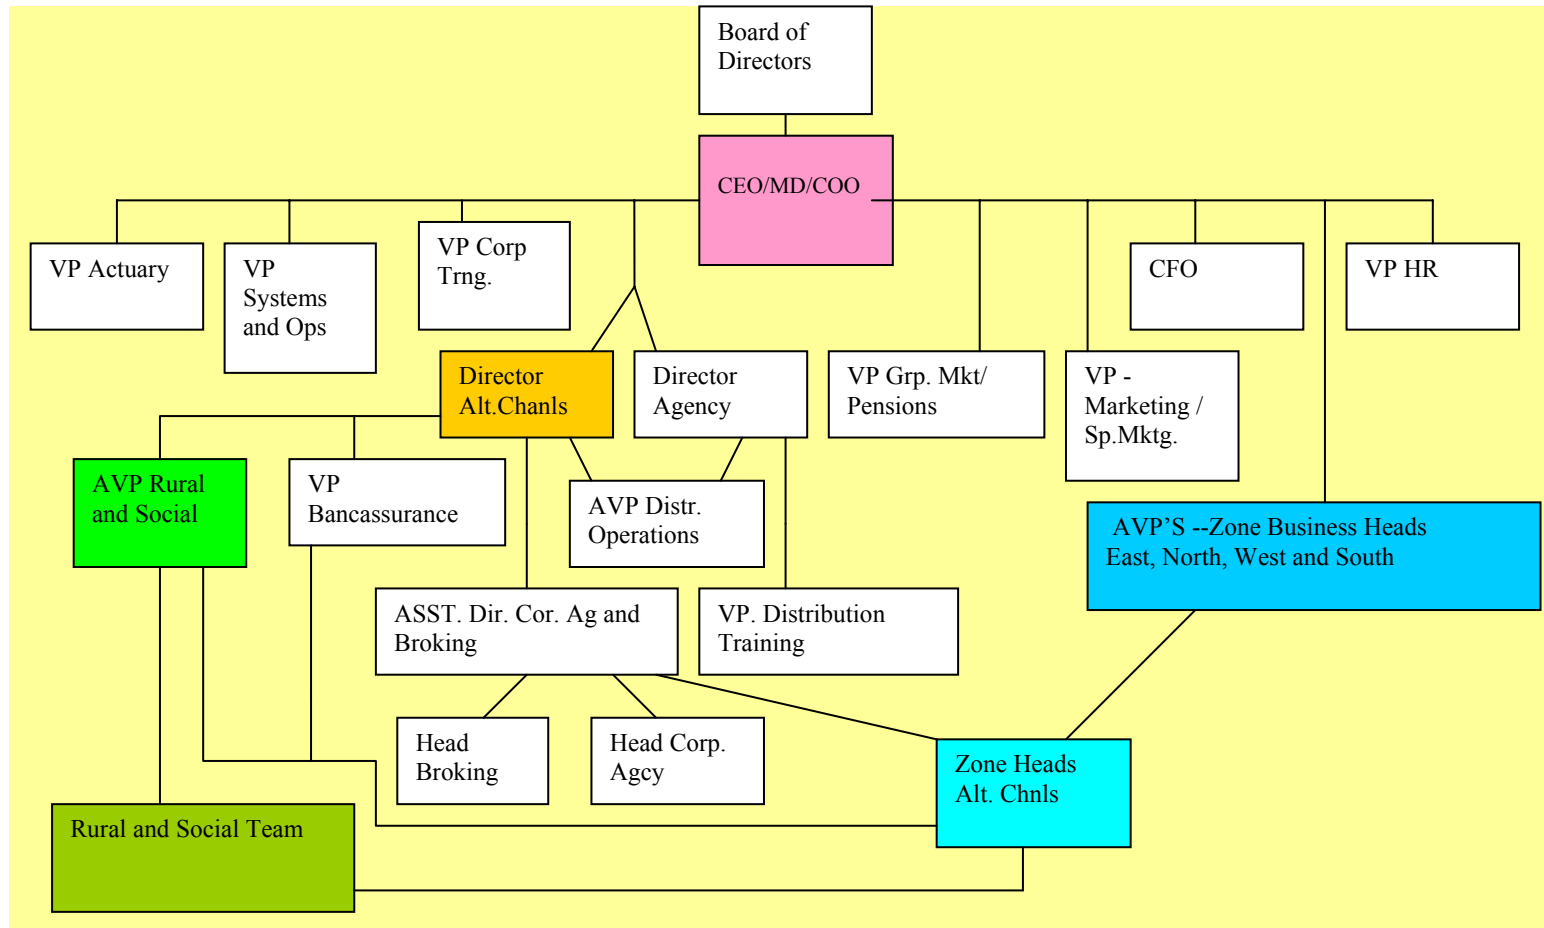 Board of
Directors
CEO/MD/COO
VP Actuary
VP
Systems
and Ops
VP Corp
Trng.
CFO
VP HR
Director
Alt.Chanls
Director
Agency
VP Grp. Mkt/
Pensions
VP -
Marketing /
Sp.Mktg.
AVP Rural
and Social
VP
Bancassurance
AVP Distr.
Operations
AVP’S --Zone Business Heads
East, North, West and South
ASST. Dir. Cor. Ag and
Broking
VP. Distribution
Training
Head
Broking
Head Corp.
Agcy
Zone Heads
Alt. Chnls
Rural and Social Team